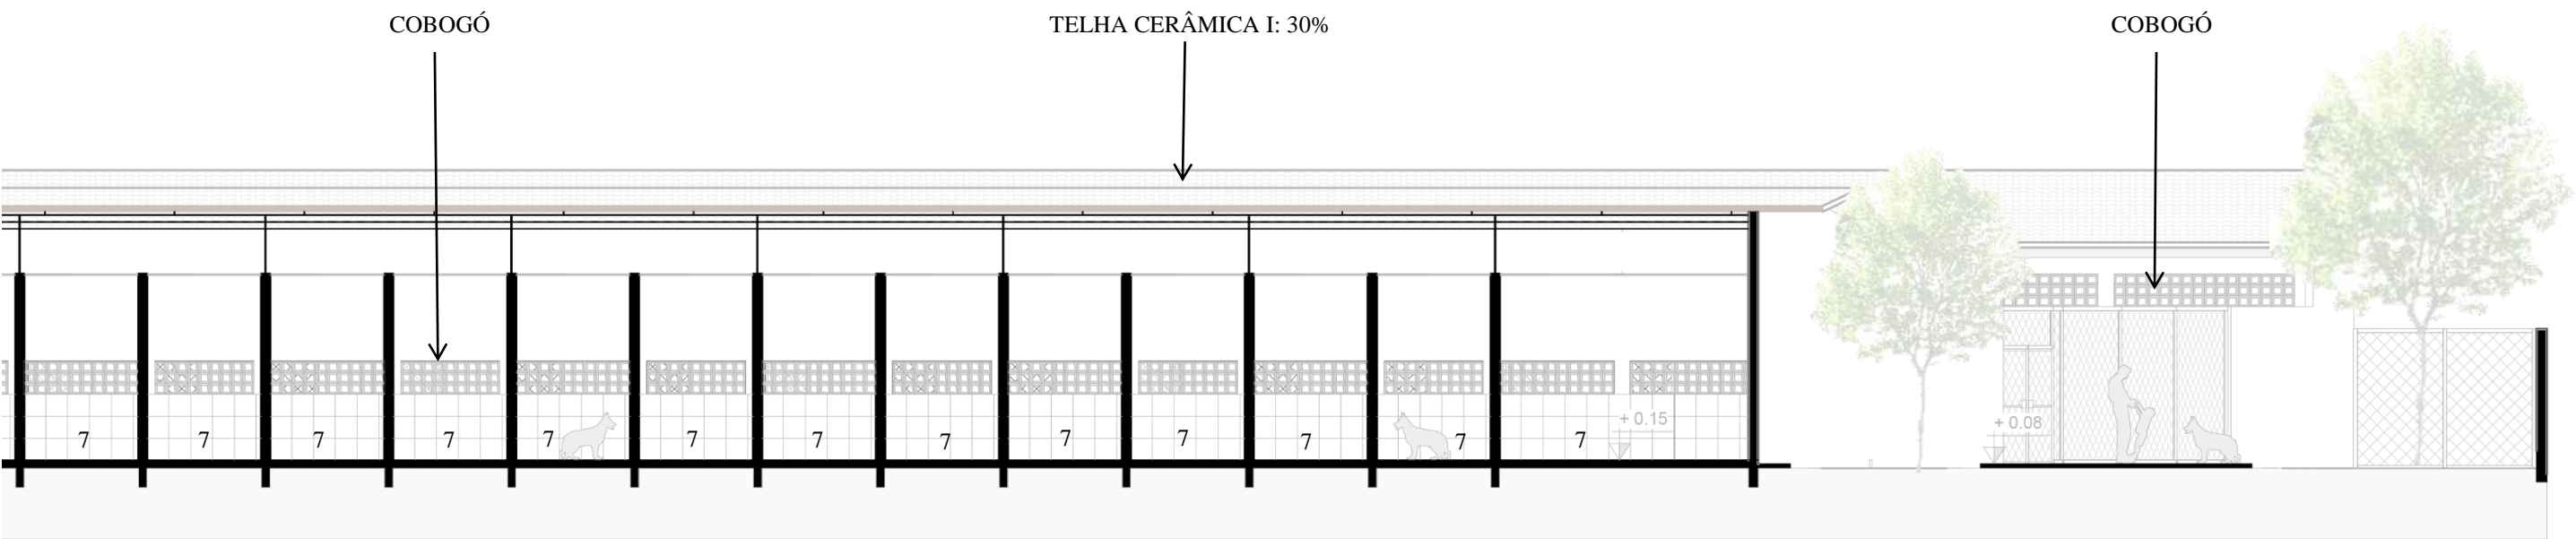 COBOGÓ
TELHA CERÂMICA I: 30%
COBOGÓ
7 7 7 7 7 7 7 7 7 7 7 7 7
+ 0.15
+ 0.08